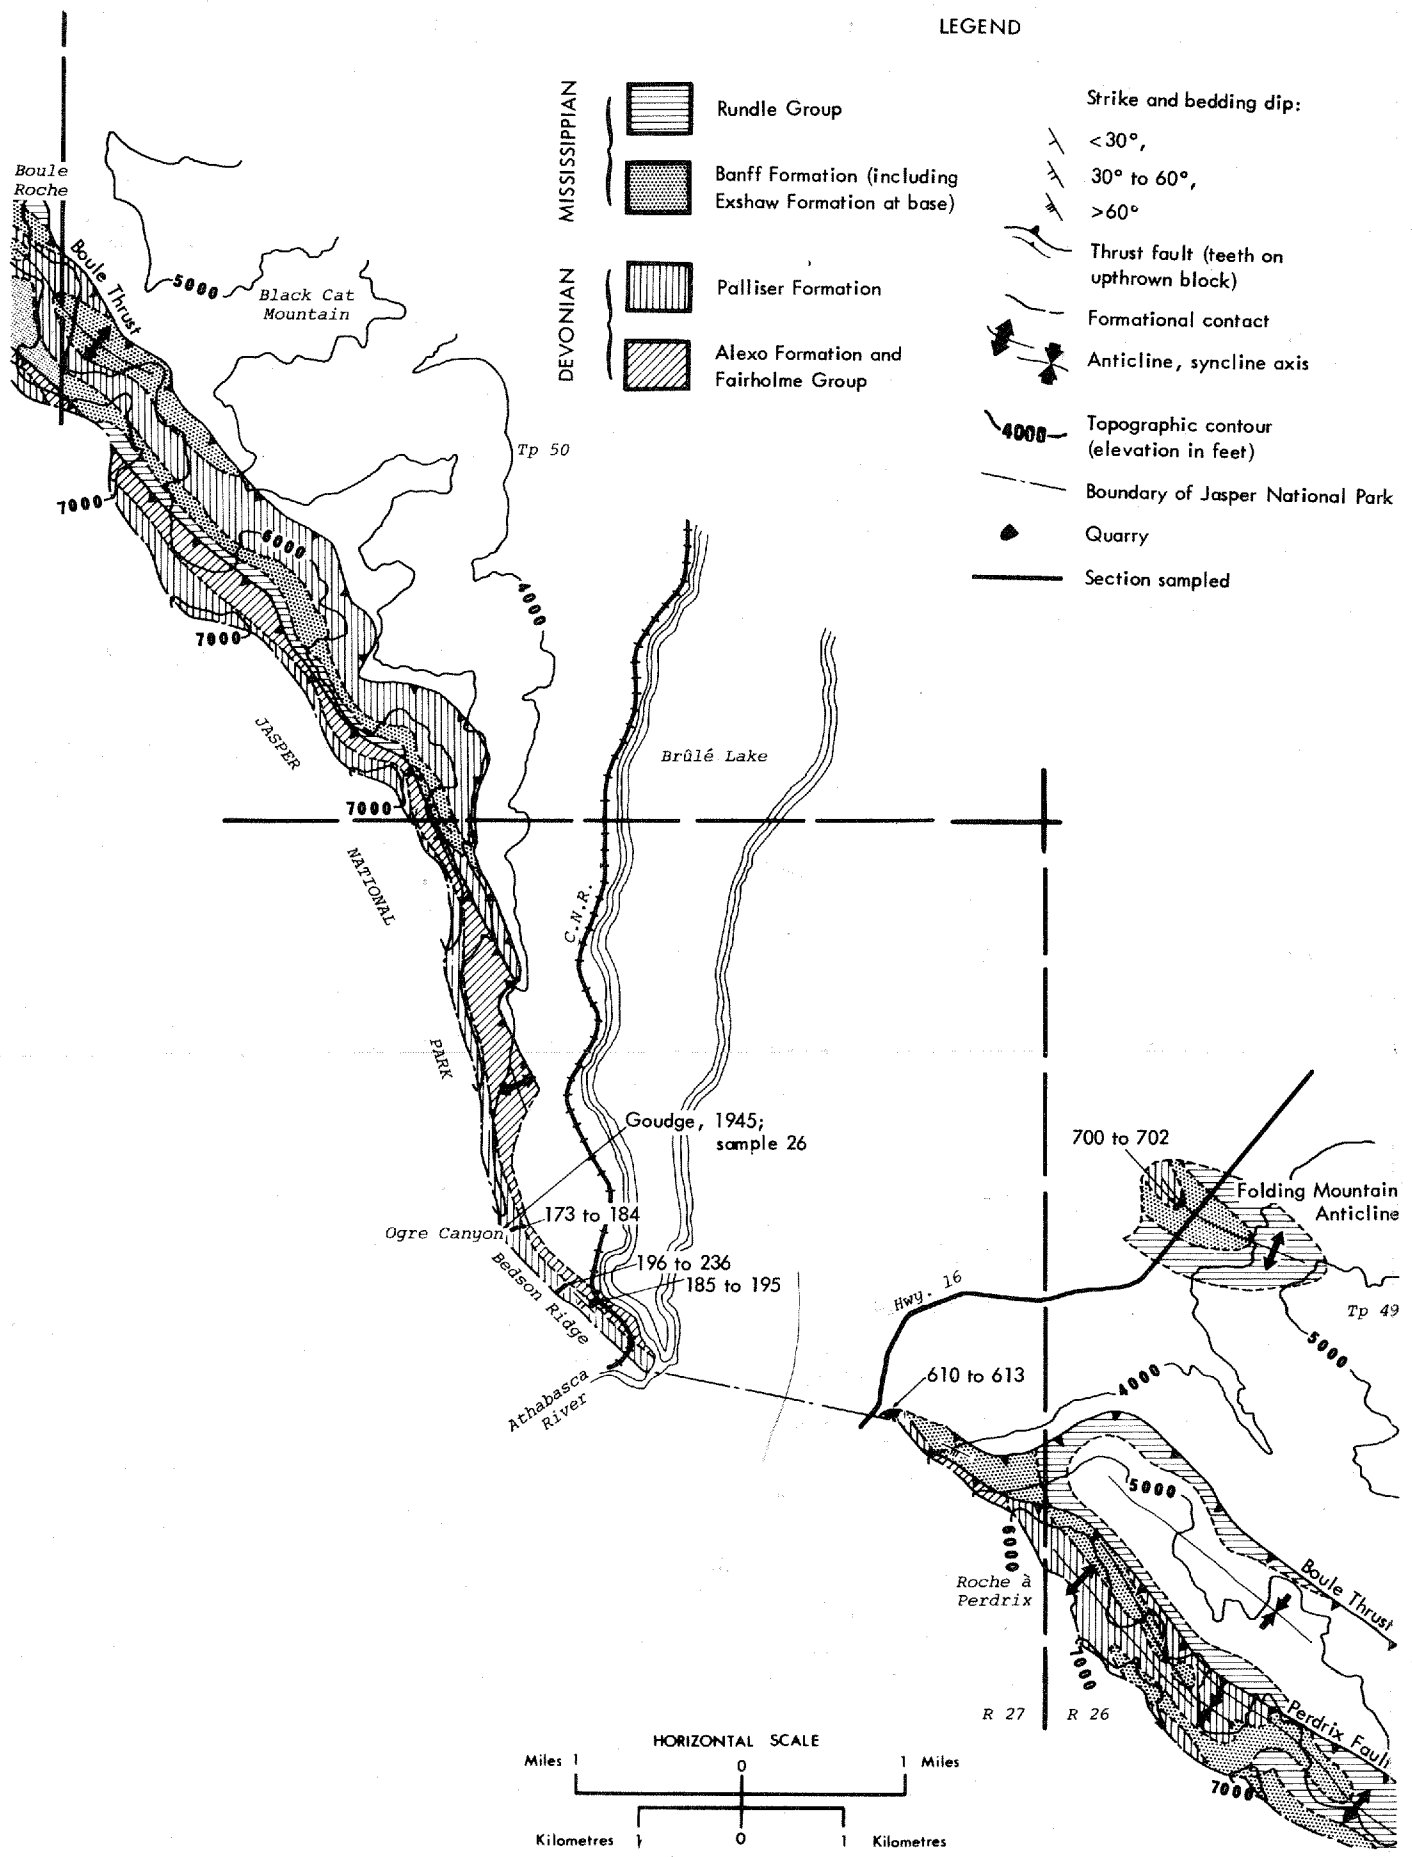 LEGEND
MISSISSIPPIAN
Rundle Group
Banff Formation (including
Exshaw Formation at base)
DEVONIAN
Palliser Formation
Alexo Formation and
Fairholme Group
Strike and bedding dip:
<30°,
30° to 60°,
>60°
Thrust fault (teeth on
upthrown block)
Formational contact
Anticline, syncline axis
4000
Topographic contour
(elevation in feet)
Boundary of Jasper National Park
Quarry
Section sampled
Boule
Roche
Boule Thrust
5000
Black Cat
Mountain
Tp 50
7000
6000
4000
7000
JASPER
Brûlé Lake
7000
NATIONAL
C.N.R.
PARK
Goudge, 1945;
sample 26
700 to 702
Folding Mountain
Anticline
173 to 184
Ogre Canyon
196 to 236
185 to 195
Bedson Ridge
Hwy. 16
Tp 49
5000
Athabasca
River
610 to 613
4000
5000
6000
Roche à
Perdrix
Boule Thrust
7000
R 27
R 26
Perdrix Fault
7000
HORIZONTAL SCALE
Miles 1 0 1 Miles
Kilometres 1 0 1 Kilometres